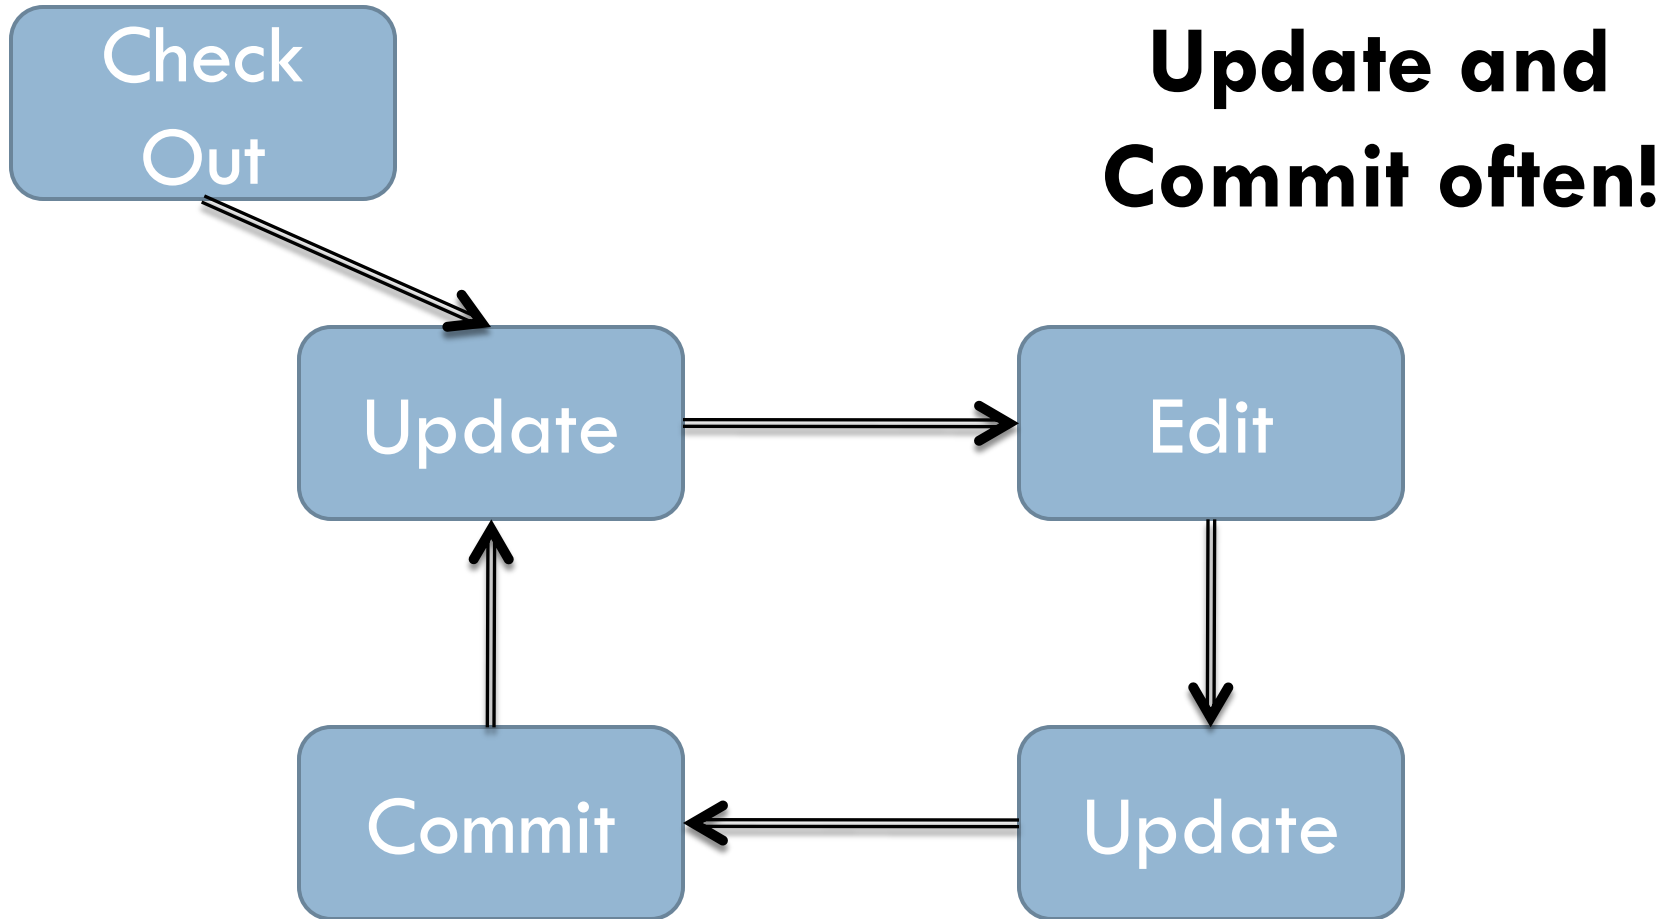 Check
Out
Update and
Commit often!
Update
Edit
Commit
Update